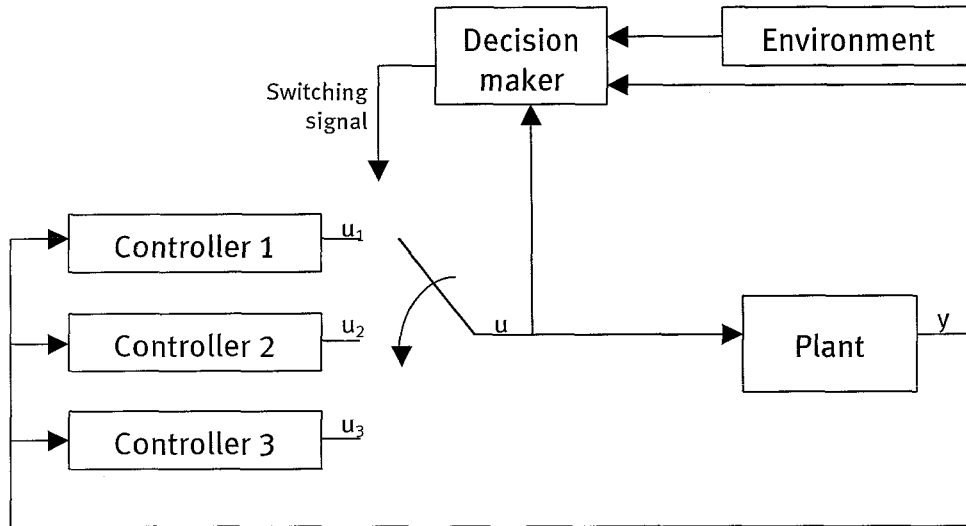 Decision
maker
Environment
Switching
signal
Controller 1
u₁
Controller 2
u₂
u
Plant
y
Controller 3
u₃